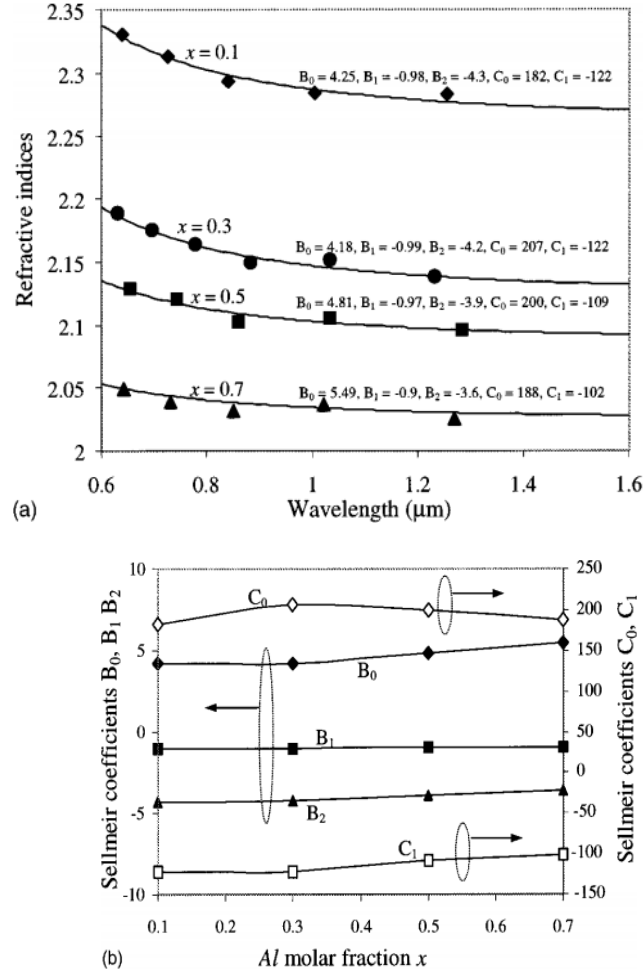 2.35
2.3
2.25
2.2
2.15
2.1
2.05
2
Refractive indices
x = 0.1
B₀ = 4.25, B₁ = -0.98, B₂ = -4.3, C₀ = 182, C₁ = -122
x = 0.3
B₀ = 4.18, B₁ = -0.99, B₂ = -4.2, C₀ = 207, C₁ = -122
x = 0.5
B₀ = 4.81, B₁ = -0.97, B₂ = -3.9, C₀ = 200, C₁ = -109
x = 0.7
B₀ = 5.49, B₁ = -0.9, B₂ = -3.6, C₀ = 188, C₁ = -102
0.6 0.8 1 1.2 1.4 1.6
Wavelength (μm)
(a)
10
5
0
-5
-10
Sellmeir coefficients B₀, B₁ B₂
C₀
B₀
B₁
B₂
C₁
250
200
150
100
50
0
-50
-100
-150
Sellmeir coefficients C₀, C₁
0.1 0.2 0.3 0.4 0.5 0.6 0.7
Al molar fraction x
(b)